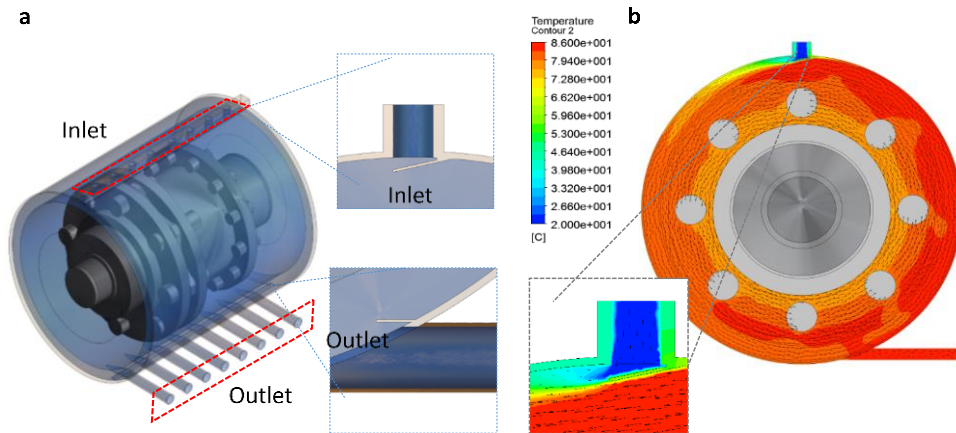 a
Inlet
Inlet
Outlet
Outlet
Temperature
Contour 2
8.600e+001
7.940e+001
7.280e+001
6.620e+001
5.960e+001
5.300e+001
4.640e+001
3.980e+001
3.320e+001
2.660e+001
2.000e+001
[C]
b